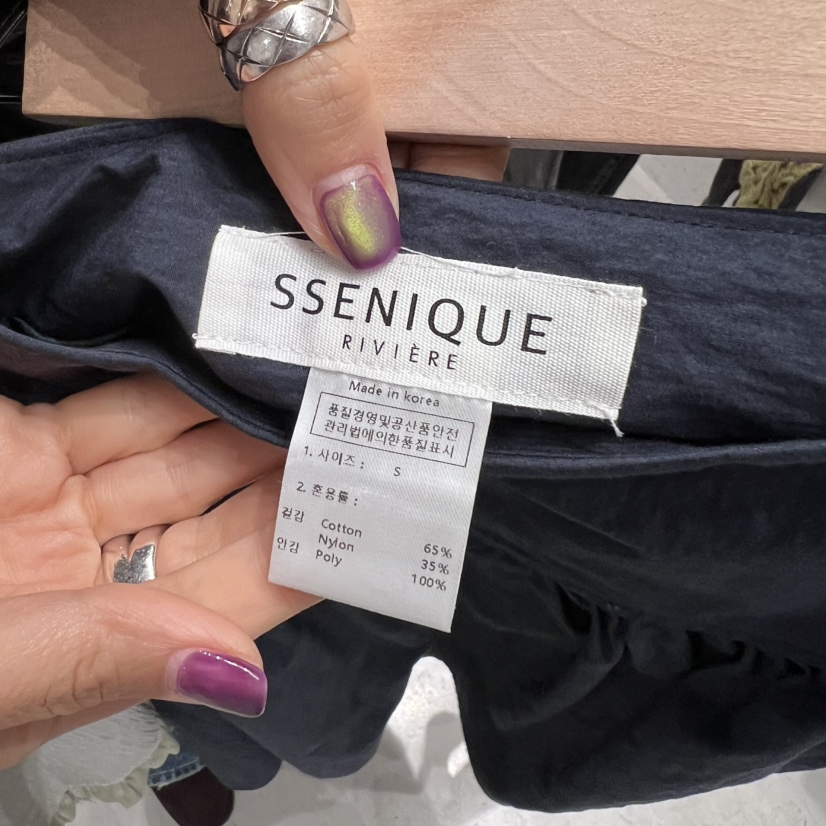 SSENIQUE
RIVIÈRE
Made in korea
품질경영및공산품안전
관리법에의한품질표시
1. 사이즈 : S
2. 혼용률 :
겉감 Cotton 65%
Nylon 35%
안감 Poly 100%